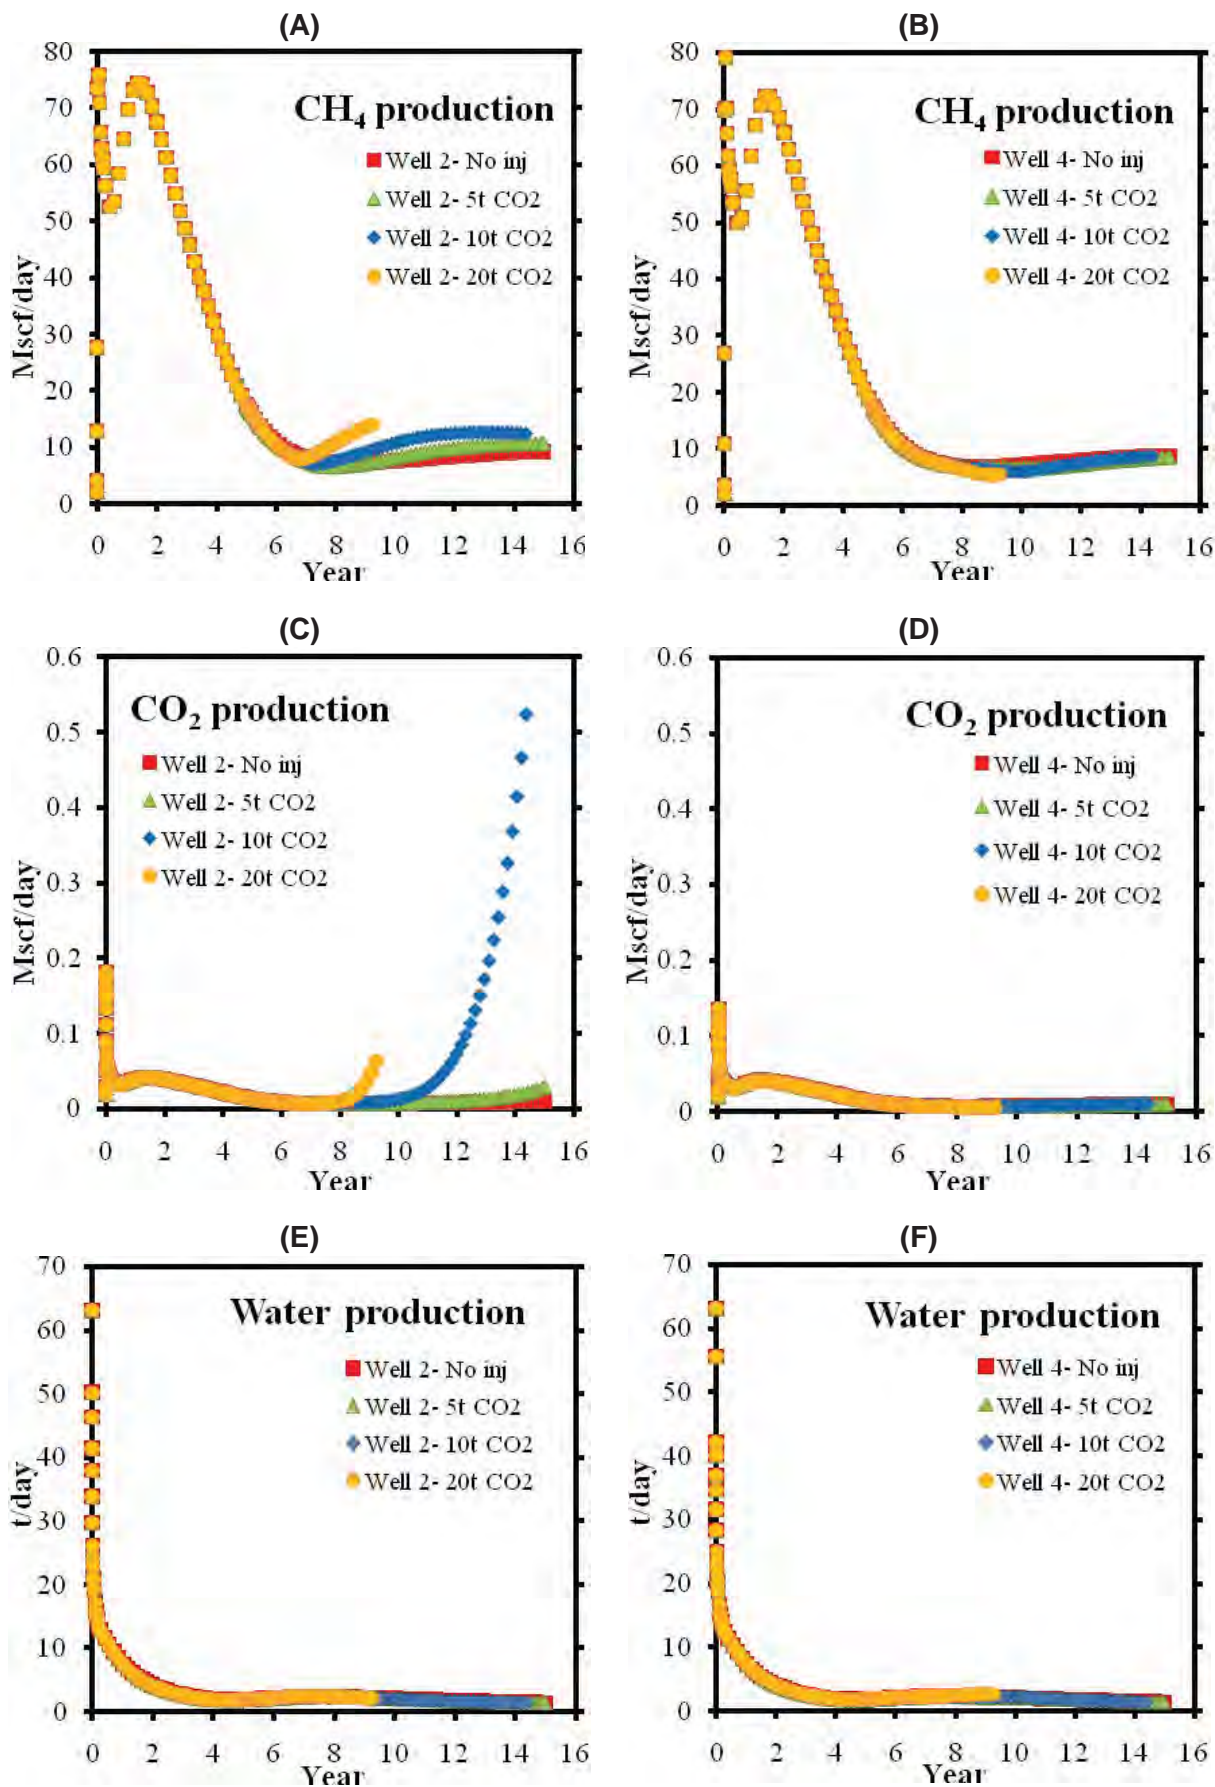 (A)
80
70
60
50
40
30
20
10
0
Mscf/day
CH4 production
Well 2- No inj
Well 2- 5t CO2
Well 2- 10t CO2
Well 2- 20t CO2
0 2 4 6 8 10 12 14 16
Year
(B)
80
70
60
50
40
30
20
10
0
Mscf/day
CH4 production
Well 4- No inj
Well 4- 5t CO2
Well 4- 10t CO2
Well 4- 20t CO2
0 2 4 6 8 10 12 14 16
Year
(C)
0.6
0.5
0.4
0.3
0.2
0.1
0
Mscf/day
CO2 production
Well 2- No inj
Well 2- 5t CO2
Well 2- 10t CO2
Well 2- 20t CO2
0 2 4 6 8 10 12 14 16
Year
(D)
0.6
0.5
0.4
0.3
0.2
0.1
0
Mscf/day
CO2 production
Well 4- No inj
Well 4- 5t CO2
Well 4- 10t CO2
Well 4- 20t CO2
0 2 4 6 8 10 12 14 16
Year
(E)
70
60
50
40
30
20
10
0
t/day
Water production
Well 2- No inj
Well 2- 5t CO2
Well 2- 10t CO2
Well 2- 20t CO2
0 2 4 6 8 10 12 14 16
Year
(F)
70
60
50
40
30
20
10
0
t/day
Water production
Well 4- No inj
Well 4- 5t CO2
Well 4- 10t CO2
Well 4- 20t CO2
0 2 4 6 8 10 12 14 16
Year